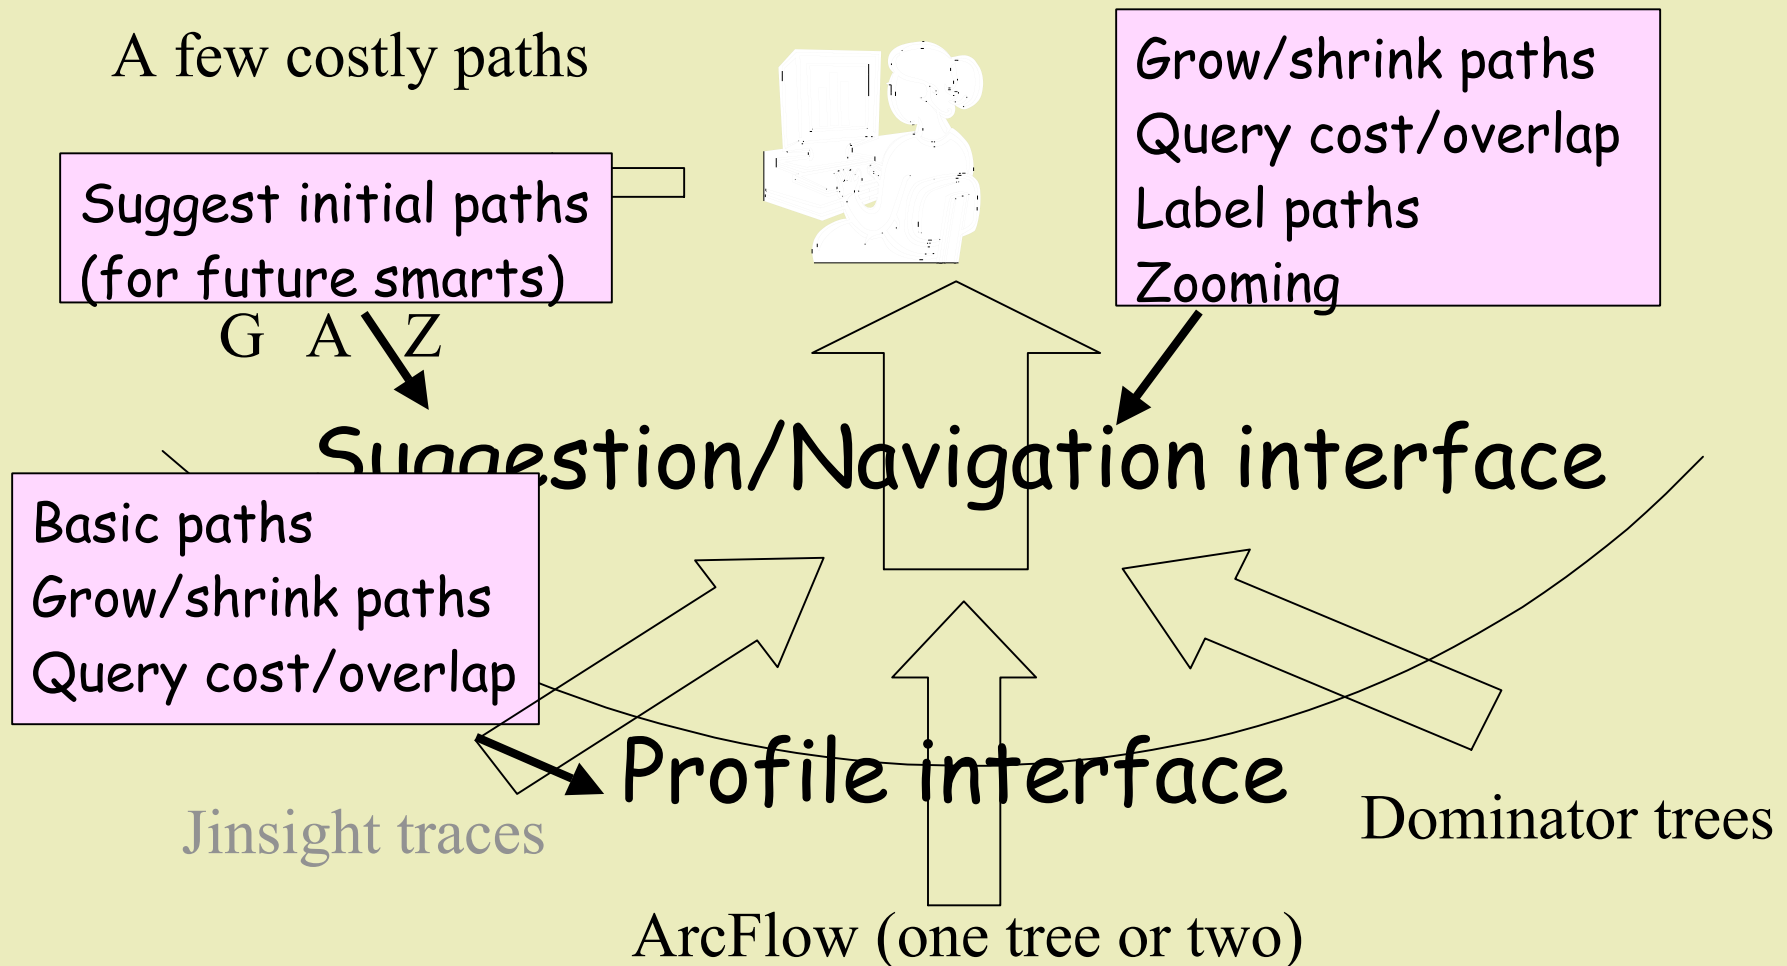 A few costly paths
Grow/shrink paths
Query cost/overlap
Label paths
Zooming
Suggest initial paths
(for future smarts)
G A Z
Suggestion/Navigation interface
Basic paths
Grow/shrink paths
Query cost/overlap
Profile interface
Jinsight traces
Dominator trees
ArcFlow (one tree or two)